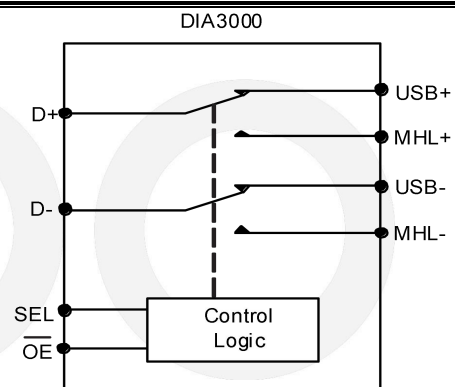 DIA3000
D+
USB+
MHL+
D-
USB-
MHL-
SEL
OE
Control
Logic